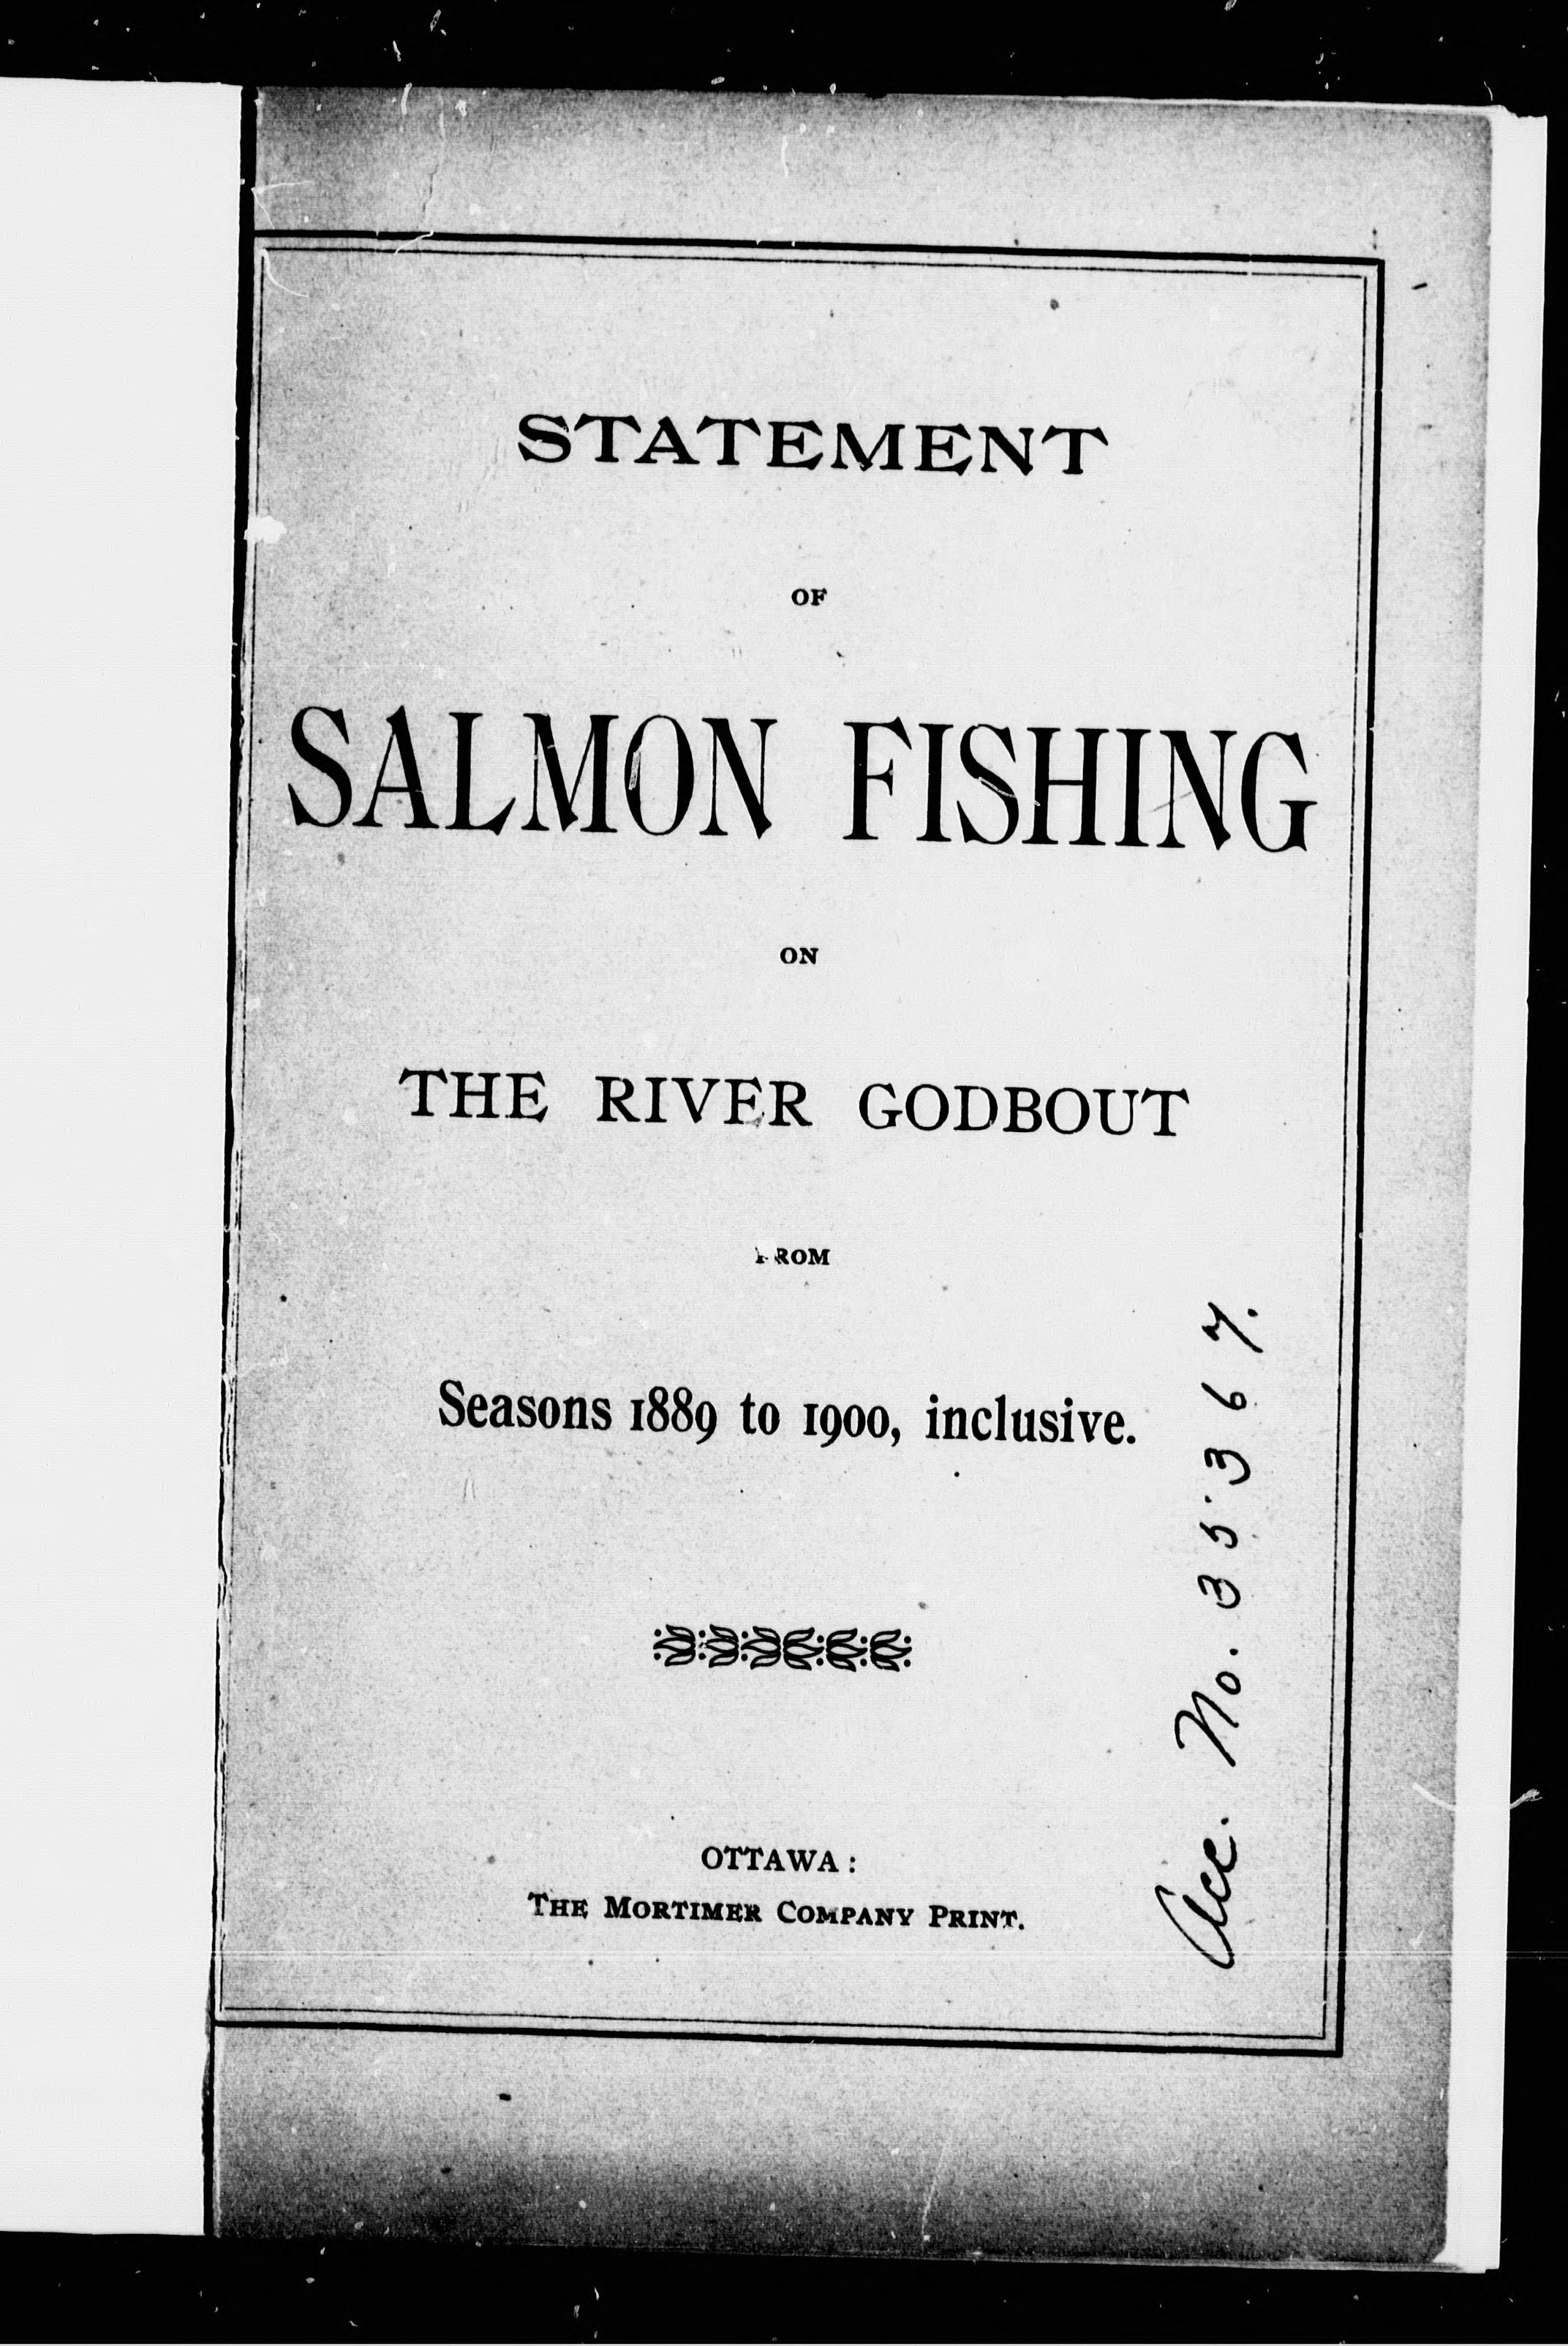 STATEMENT
OF
SALMON FISHING
ON
THE RIVER GODBOUT
FROM
Seasons 1889 to 1900, inclusive.
OTTAWA:
THE MORTIMER COMPANY PRINT.
Acc. No. 35367.